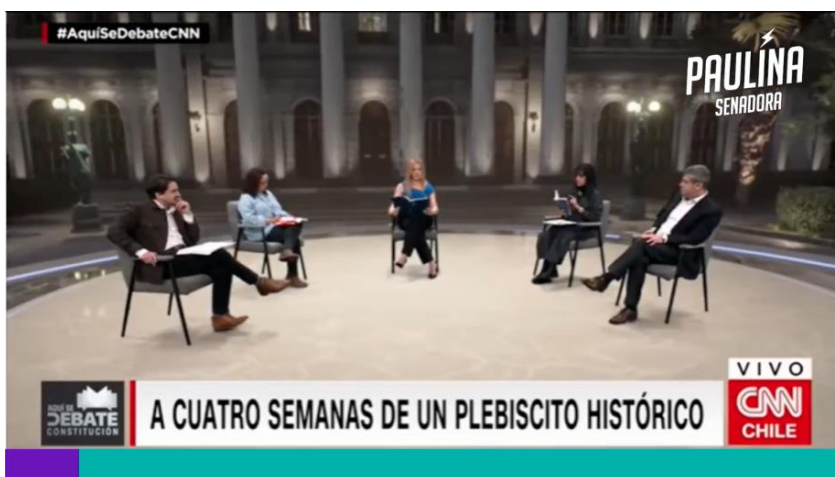 #AquíSeDebateCNN
PAULINA
SENADORA
AQUÍ SE
DEBATE
CONSTITUCIÓN
A CUATRO SEMANAS DE UN PLEBISCITO HISTÓRICO
VIVO
CNN
CHILE